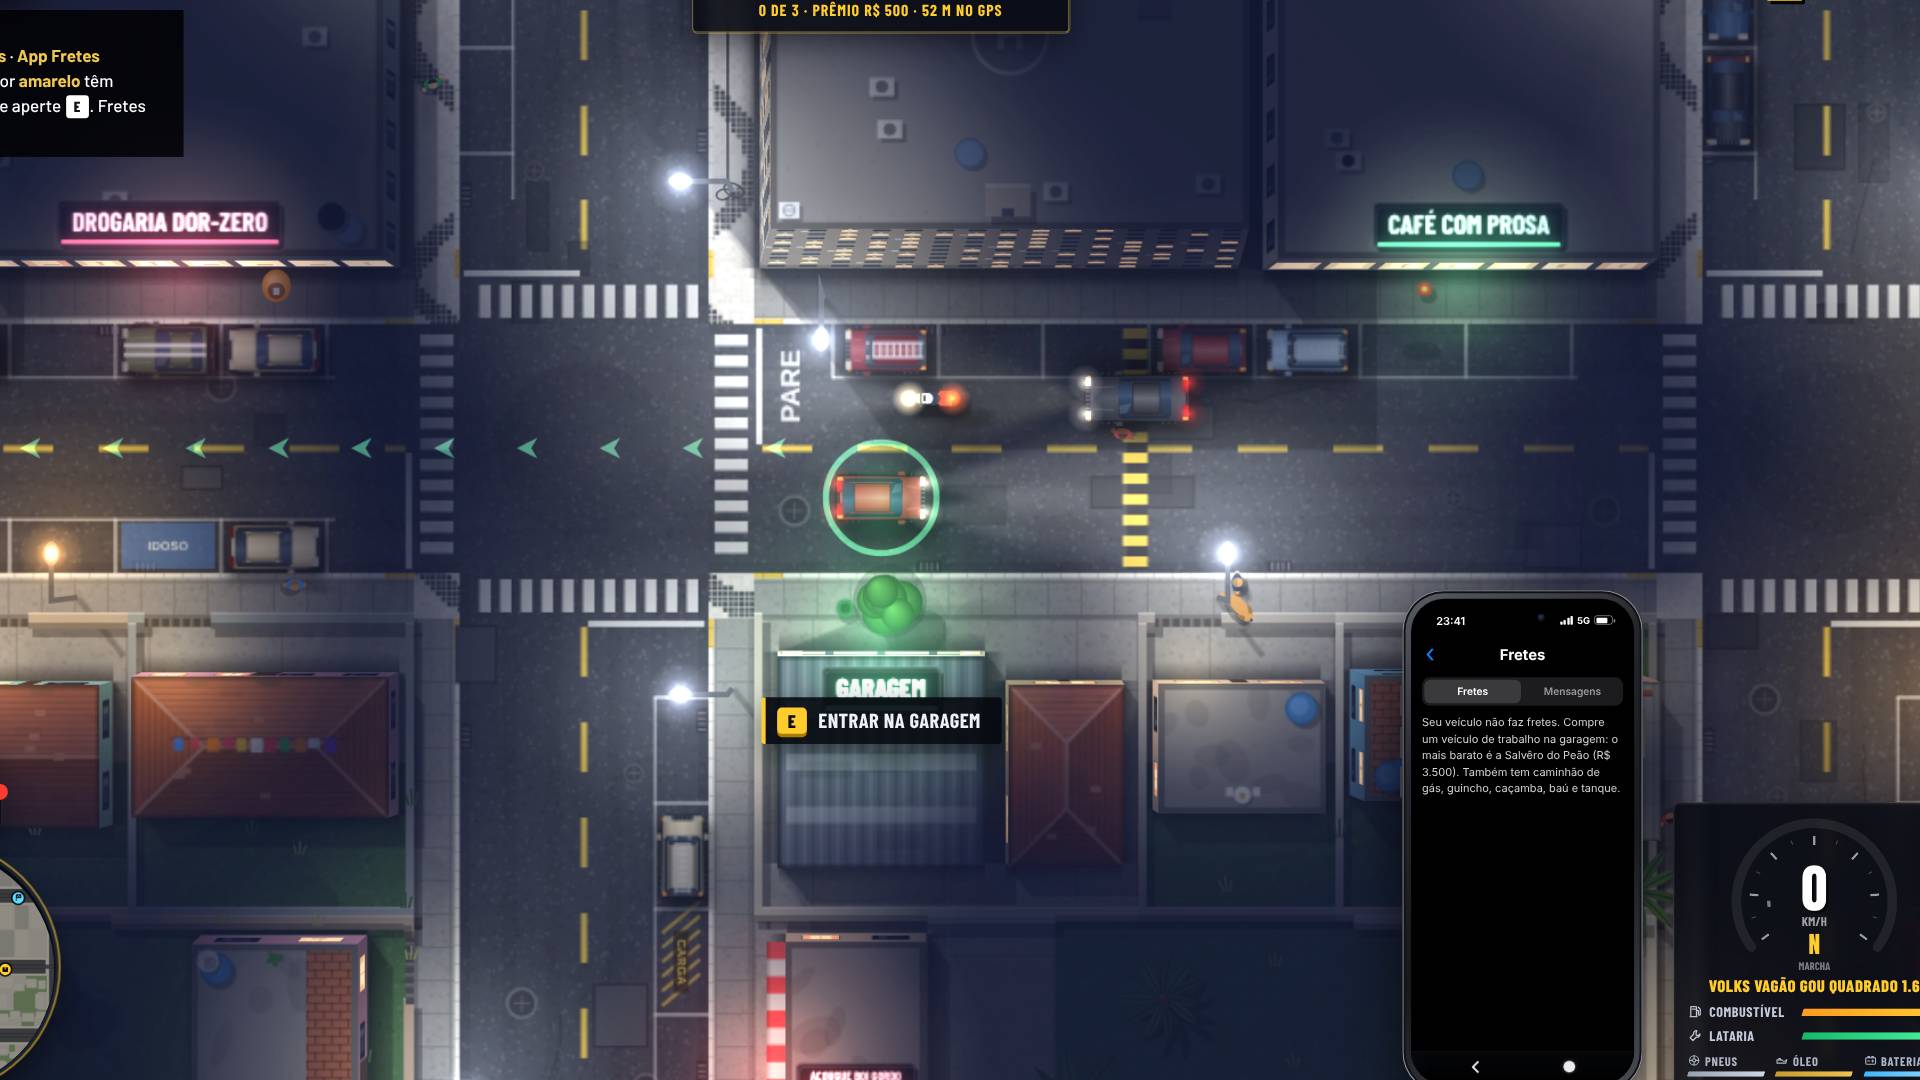 0 DE 3 · PRÊMIO R$ 500 · 52 M NO GPS
s · App Fretes
or amarelo têm
e aperte E. Fretes
DROGARIA DOR-ZERO
CAFÉ COM PROSA
PARE
IDOSO
GARAGEM
E ENTRAR NA GARAGEM
CARGA
23:41
5G
Fretes
Fretes
Mensagens
Seu veículo não faz fretes. Compre
um veículo de trabalho na garagem: o
mais barato é a Salvêro do Peão (R$
3.500). Também tem caminhão de
gás, guincho, caçamba, baú e tanque.
0
KM/H
N
MARCHA
VOLKS VAGÃO GOU QUADRADO 1.6
COMBUSTÍVEL
LATARIA
PNEUS
ÓLEO
BATERIA